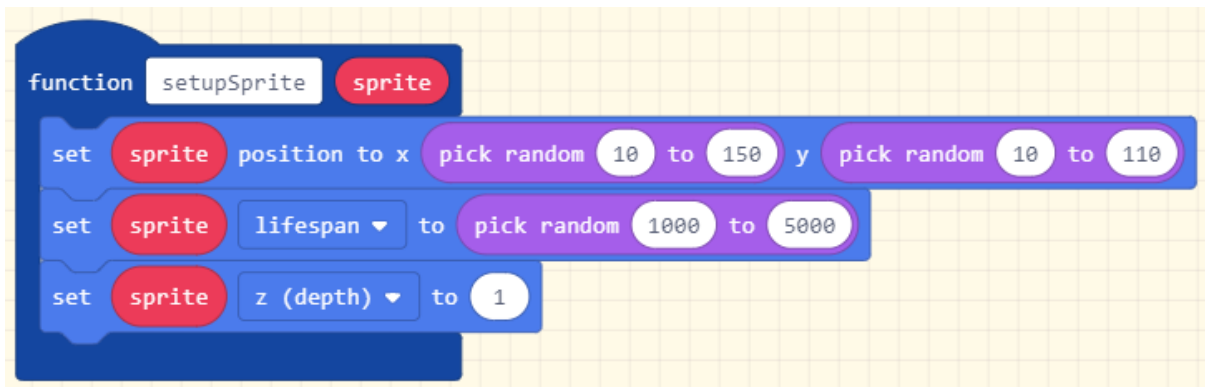 function setupSprite sprite
set sprite position to x pick random 10 to 150 y pick random 10 to 110
set sprite lifespan to pick random 1000 to 5000
set sprite z (depth) to 1